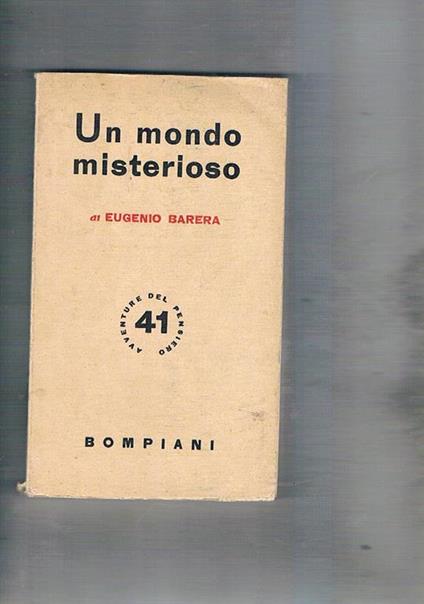 Un mondo
misterioso
di EUGENIO BARERA
AVVENTURE DEL PENSIERO
41
BOMPIANI